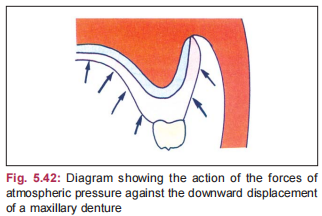 Fig. 5.42: Diagram showing the action of the forces of
atmospheric pressure against the downward displacement
of a maxillary denture